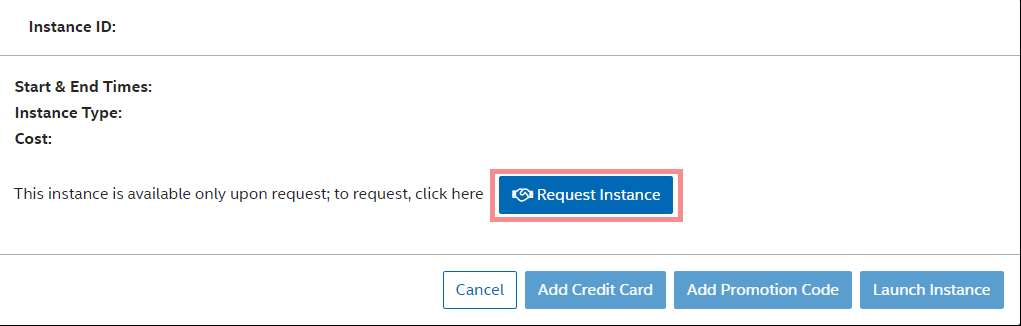 Instance ID:
Start & End Times:
Instance Type:
Cost:
This instance is available only upon request; to request, click here Request Instance
Cancel Add Credit Card Add Promotion Code Launch Instance